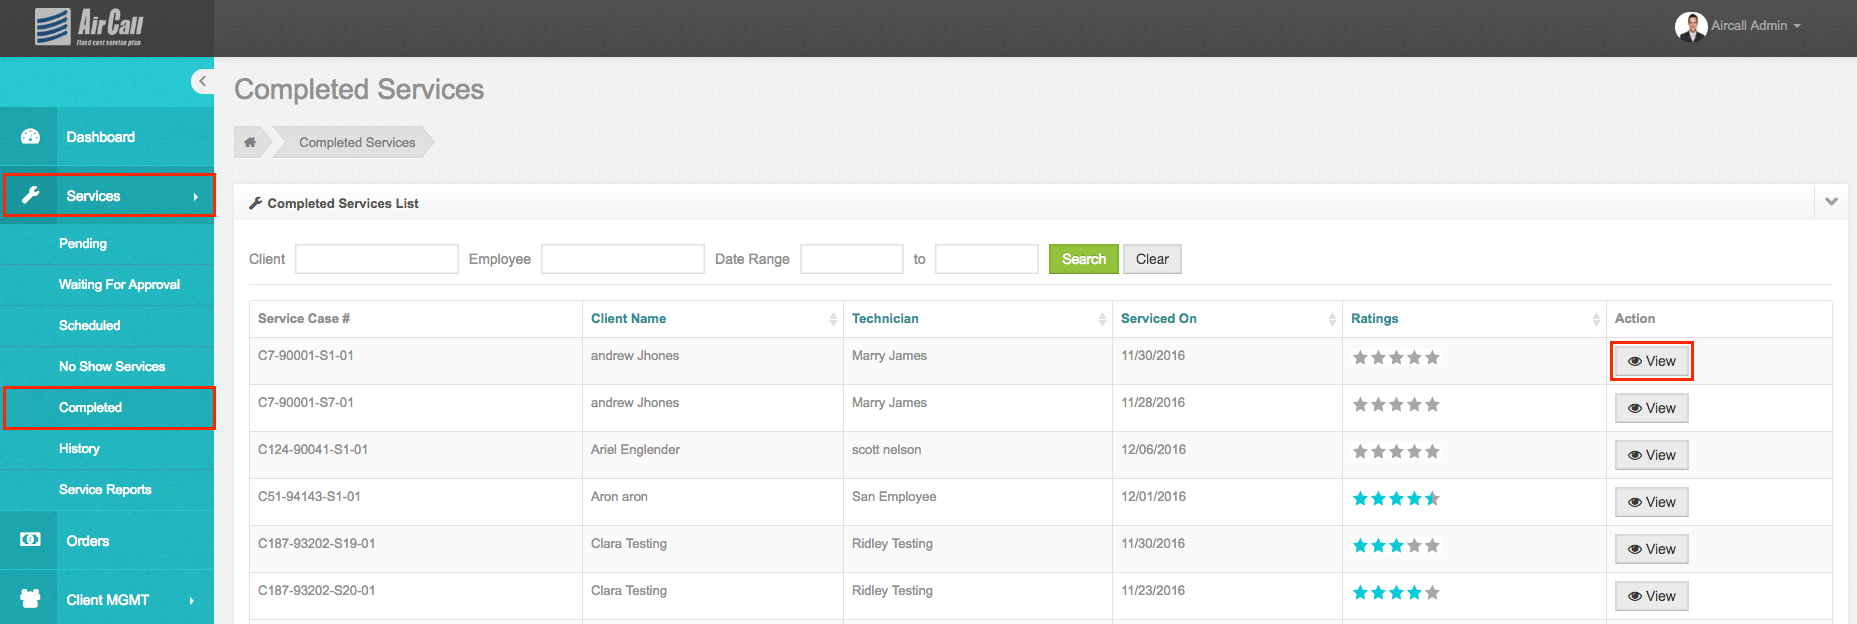 AirCall
Fixed cost service plan
Aircall Admin
Completed Services
Completed Services
Dashboard
Services
Pending
Waiting For Approval
Scheduled
No Show Services
Completed
History
Service Reports
Orders
Client MGMT
Completed Services List
Client Employee Date Range to Search Clear
Service Case # Client Name Technician Serviced On Ratings Action
C7-90001-S1-01 andrew Jhones Marry James 11/30/2016 View
C7-90001-S7-01 andrew Jhones Marry James 11/28/2016 View
C124-90041-S1-01 Ariel Englender scott nelson 12/06/2016 View
C51-94143-S1-01 Aron aron San Employee 12/01/2016 View
C187-93202-S19-01 Clara Testing Ridley Testing 11/30/2016 View
C187-93202-S20-01 Clara Testing Ridley Testing 11/23/2016 View